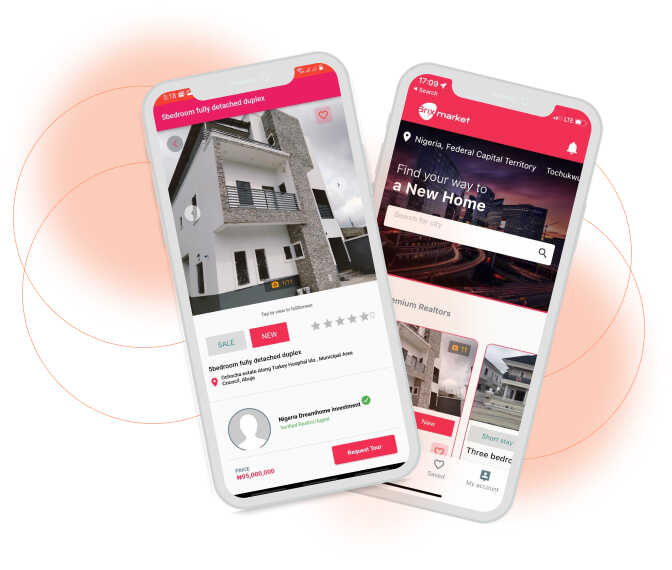 5:18
5bedroom fully detached duplex
1/11
Tap to view in fullscreen
SALE
NEW
5bedroom fully detached duplex
Ochacha estate Along Turkey Hospital
Municipal Area
Council, Abuja
Nigeria Dreamhome investment
Verified Realtor/Agent
PRICE
₦95,000,000
Request Tour
17:09
Search
LTE
Brix market
Nigeria, Federal Capital Territory
Tochukwu
Find your way to
a New Home
Search for city
emium Realtors
11
New
Short stay
Three bedro
Saved
My account